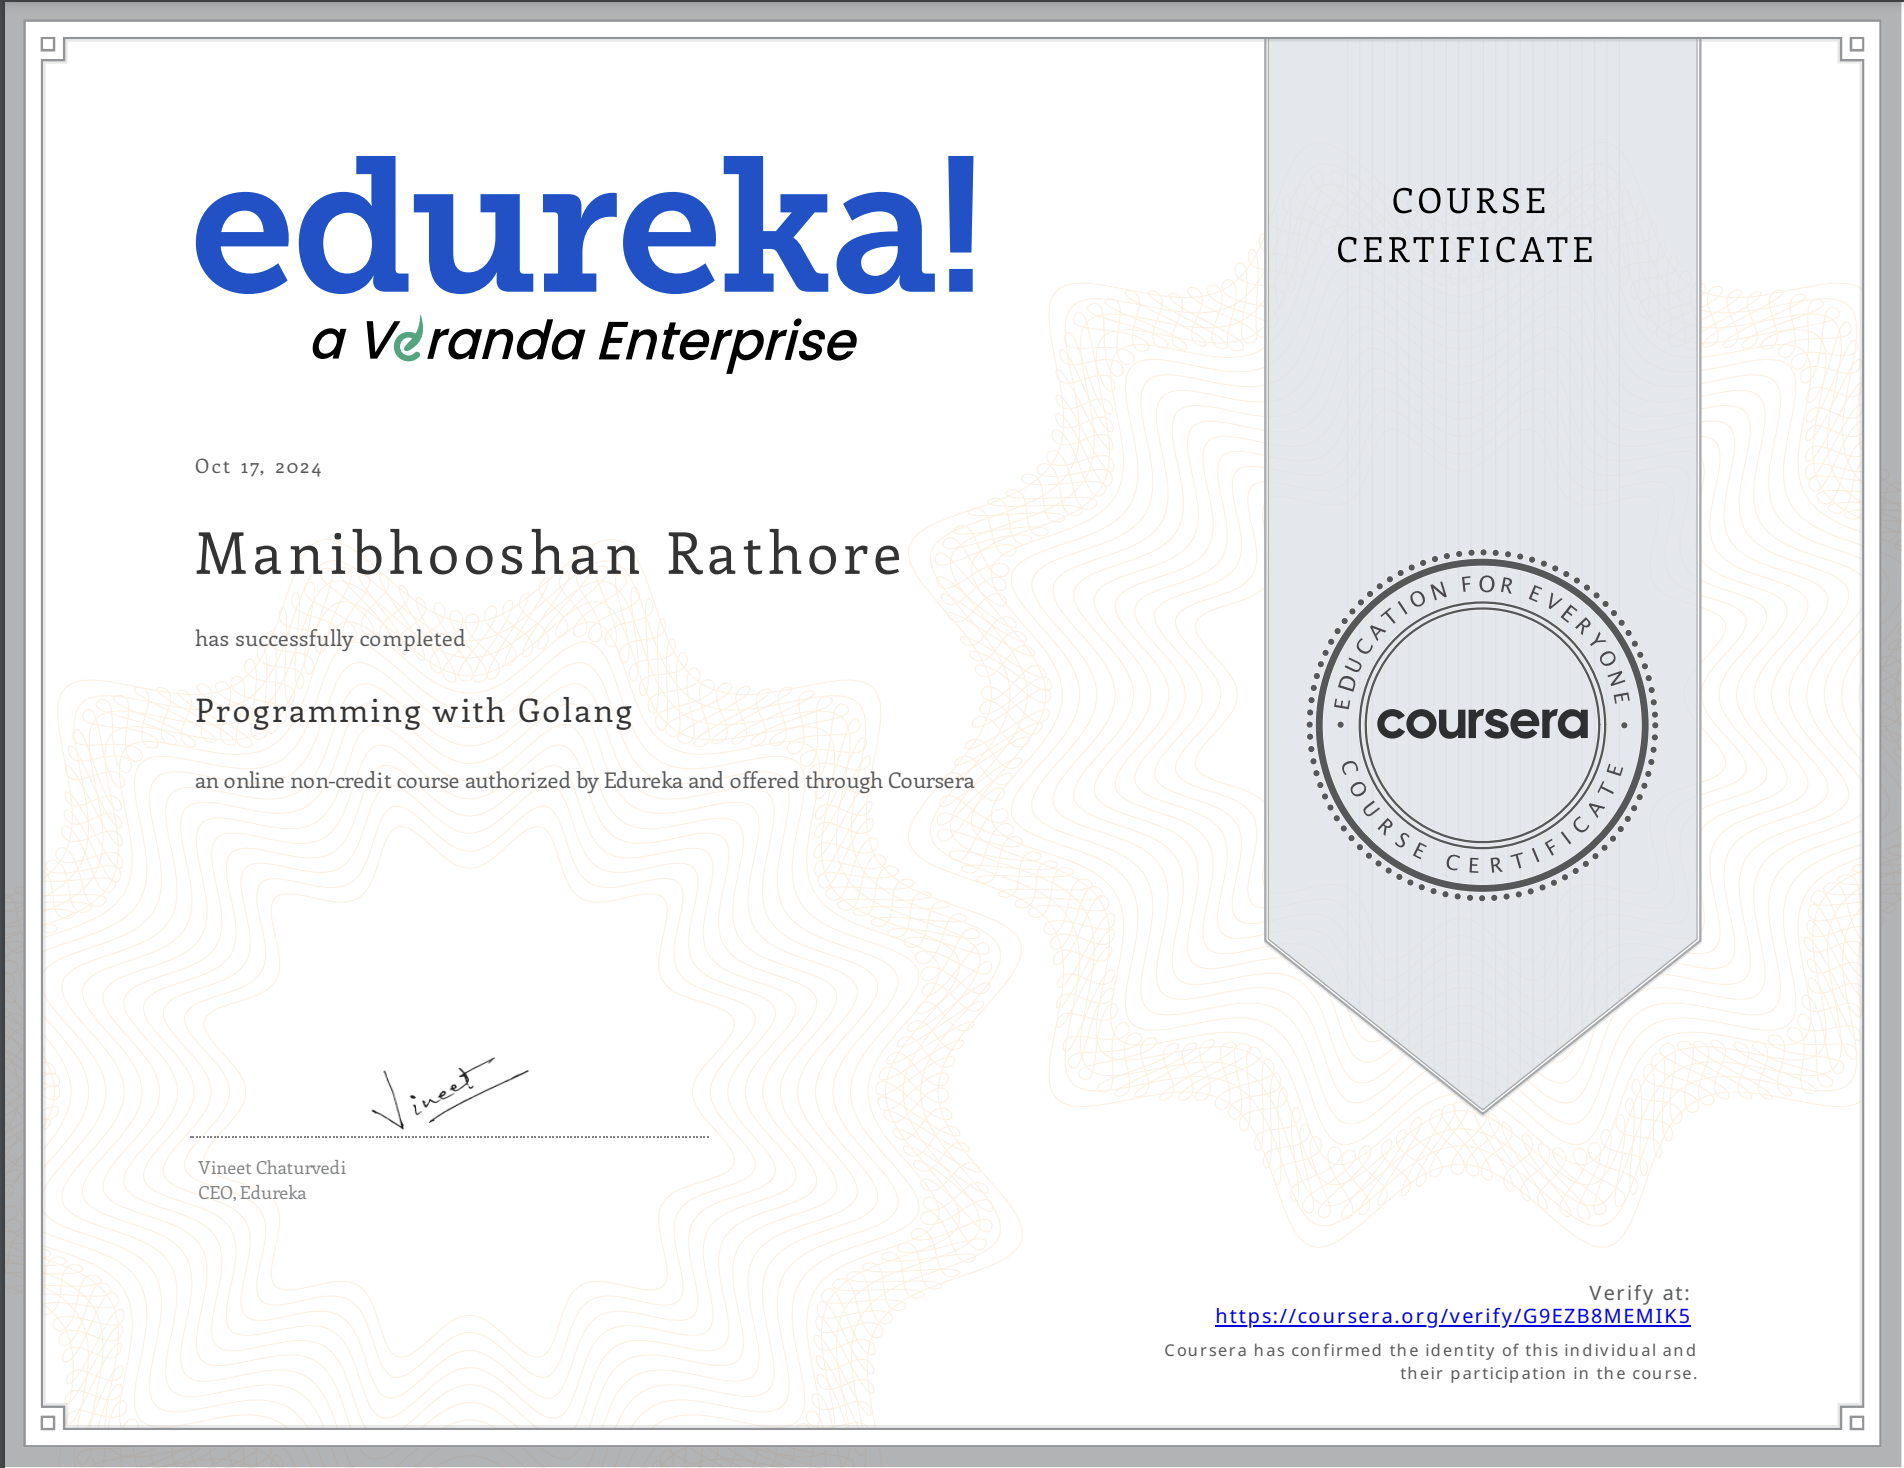 edureka!
a Veranda Enterprise
Oct 17, 2024
Manibhooshan Rathore
has successfully completed
Programming with Golang
an online non-credit course authorized by Edureka and offered through Coursera
Vineet
Vineet Chaturvedi
CEO, Edureka
COURSE
CERTIFICATE
EDUCATION FOR EVERYONE
coursera
COURSE CERTIFICATE
Verify at:
https://coursera.org/verify/G9EZB8MEMIK5
Coursera has confirmed the identity of this individual and
their participation in the course.